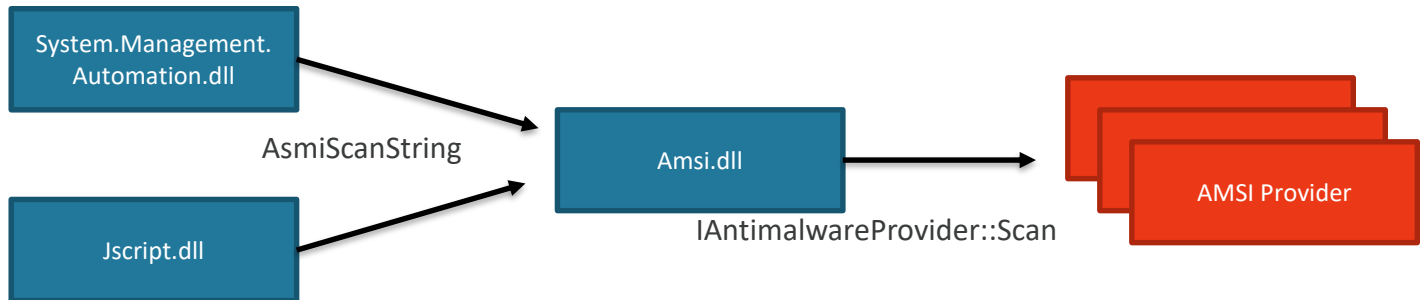 System.Management.
Automation.dll
AsmiScanString
Amsi.dll
AMSI Provider
IAntimalwareProvider::Scan
Jscript.dll